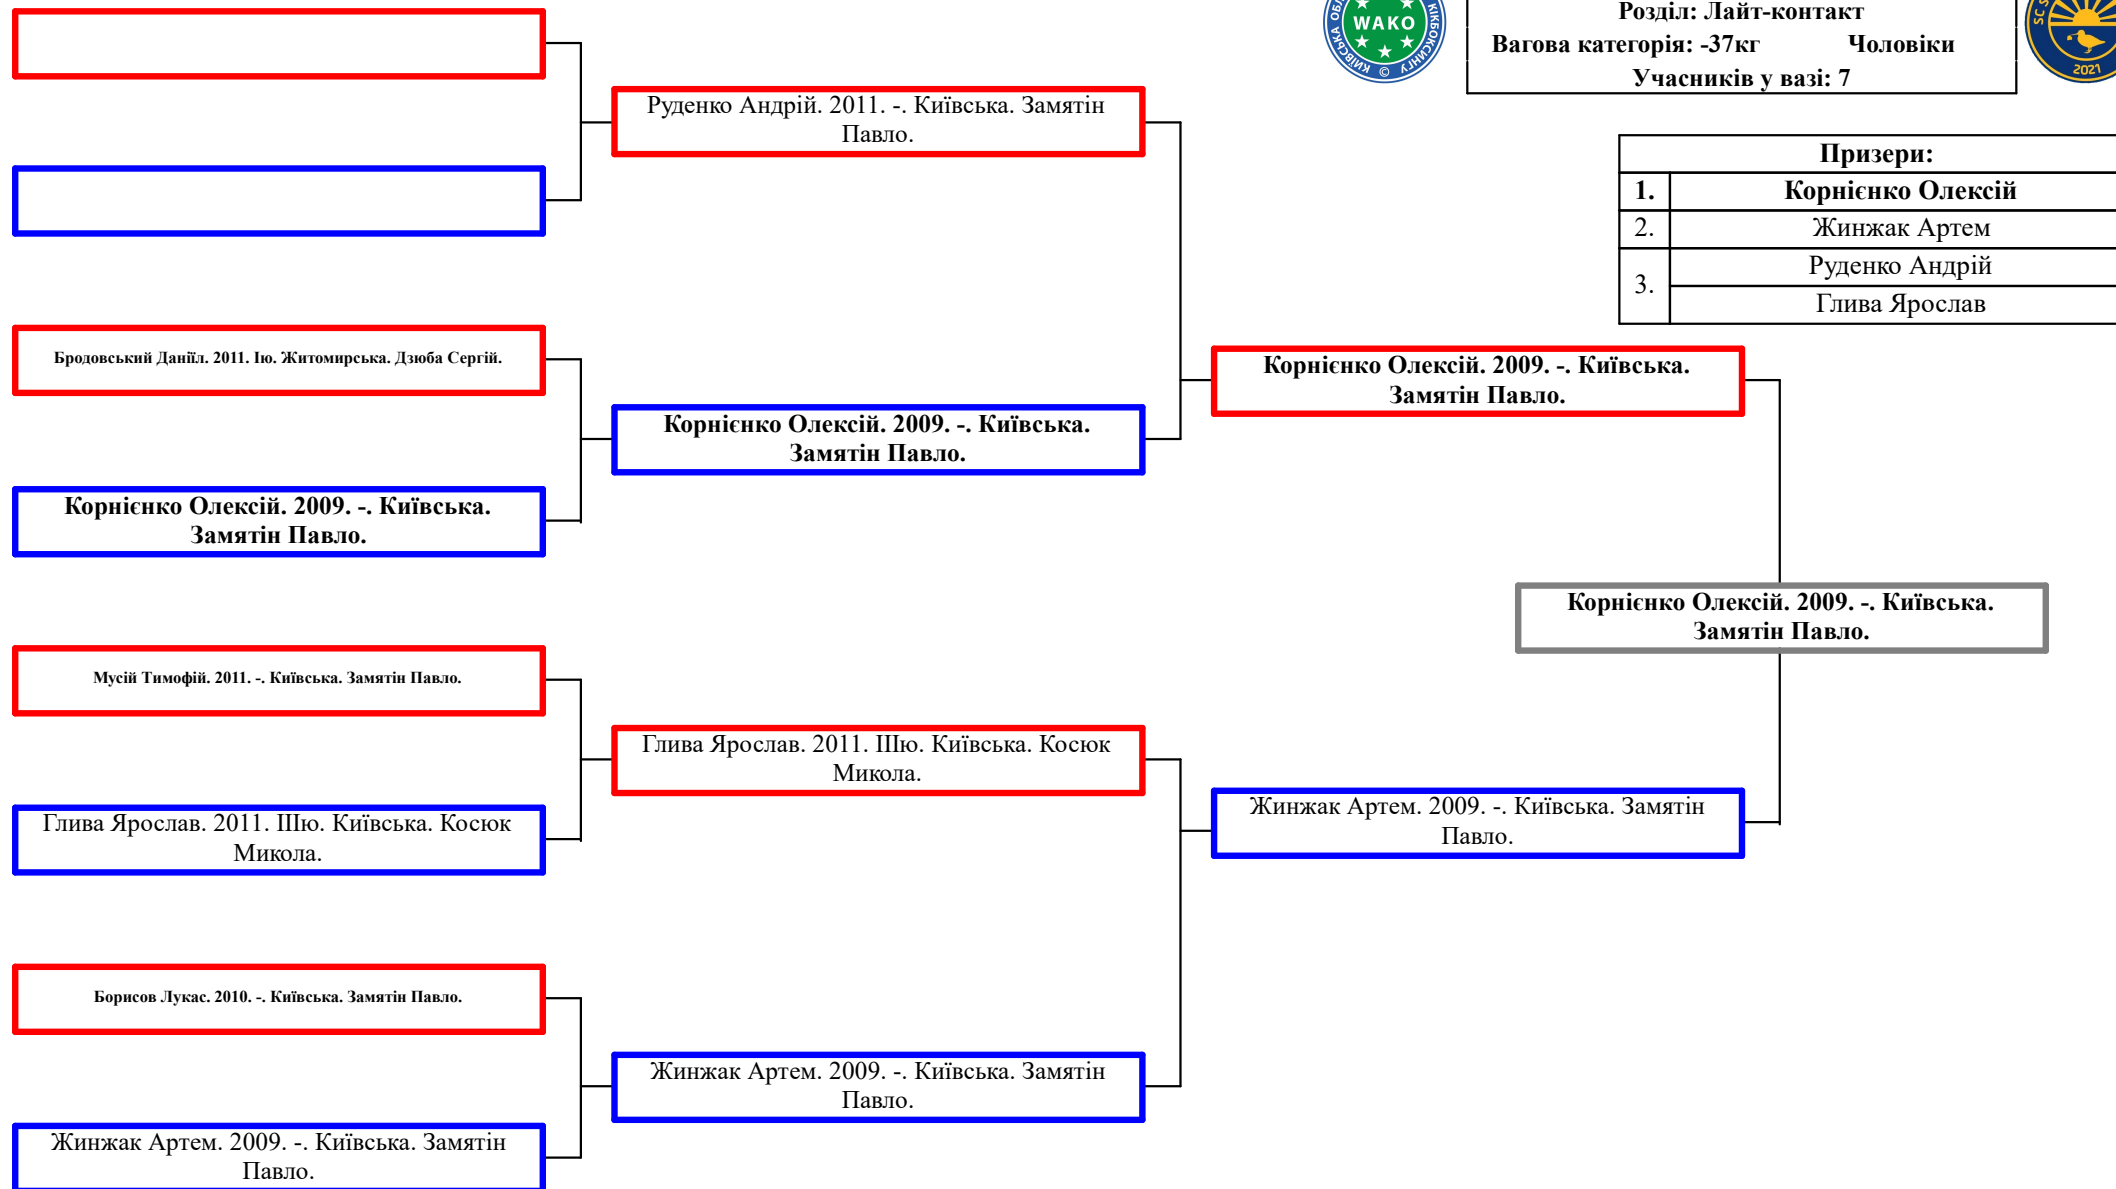 Розділ: Лайт-контакт
Вагова категорія: -37кг Чоловіки
Учасників у вазі: 7
WAKO
КІКБОКСИНГУ
КИЇВСЬКА
©
SC
2021
Призери:
1. Корнієнко Олексій
2. Жинжак Артем
3. Руденко Андрій
Глива Ярослав
Руденко Андрій. 2011. -. Київська. Замятін
Павло.
Бродовський Даніїл. 2011. Iю. Житомирська. Дзюба Сергій.
Корнієнко Олексій. 2009. -. Київська.
Замятін Павло.
Корнієнко Олексій. 2009. -. Київська.
Замятін Павло.
Корнієнко Олексій. 2009. -. Київська.
Замятін Павло.
Корнієнко Олексій. 2009. -. Київська.
Замятін Павло.
Мусій Тимофій. 2011. -. Київська. Замятін Павло.
Глива Ярослав. 2011. IIIю. Київська. Косюк
Микола.
Глива Ярослав. 2011. IIIю. Київська. Косюк
Микола.
Жинжак Артем. 2009. -. Київська. Замятін
Павло.
Борисов Лукас. 2010. -. Київська. Замятін Павло.
Жинжак Артем. 2009. -. Київська. Замятін
Павло.
Жинжак Артем. 2009. -. Київська. Замятін
Павло.